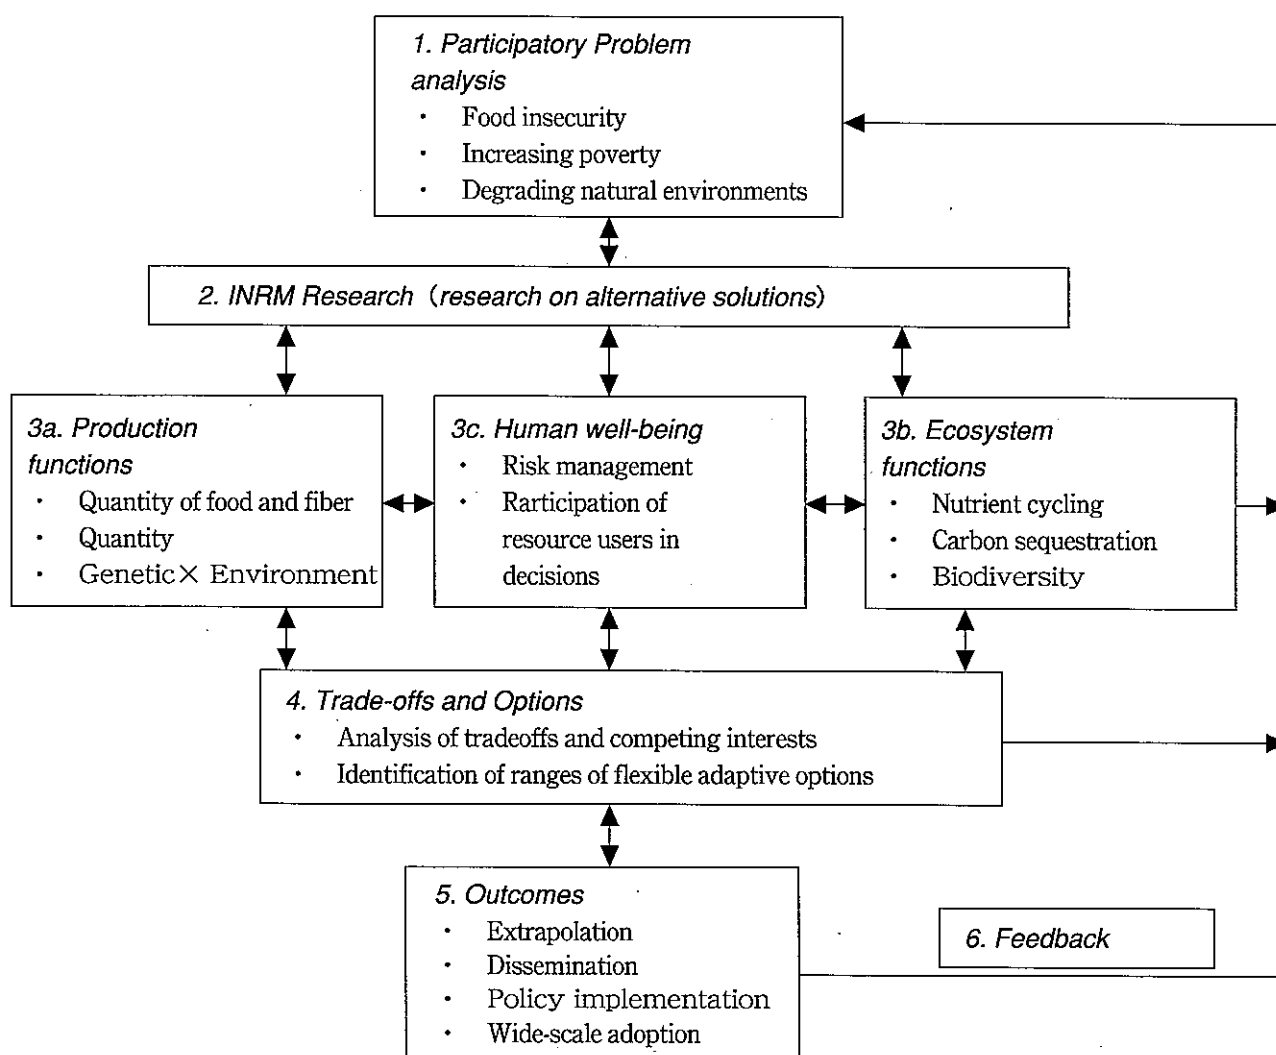 1. Participatory Problem
analysis
・ Food insecurity
・ Increasing poverty
・ Degrading natural environments
2. INRM Research (research on alternative solutions)
3a. Production
functions
・ Quantity of food and fiber
・ Quantity
・ Genetic× Environment
3c. Human well-being
・ Risk management
・ Rarticipation of
resource users in
decisions
3b. Ecosystem
functions
・ Nutrient cycling
・ Carbon sequestration
・ Biodiversity
4. Trade-offs and Options
・ Analysis of tradeoffs and competing interests
・ Identification of ranges of flexible adaptive options
5. Outcomes
・ Extrapolation
・ Dissemination
・ Policy implementation
・ Wide-scale adoption
6. Feedback